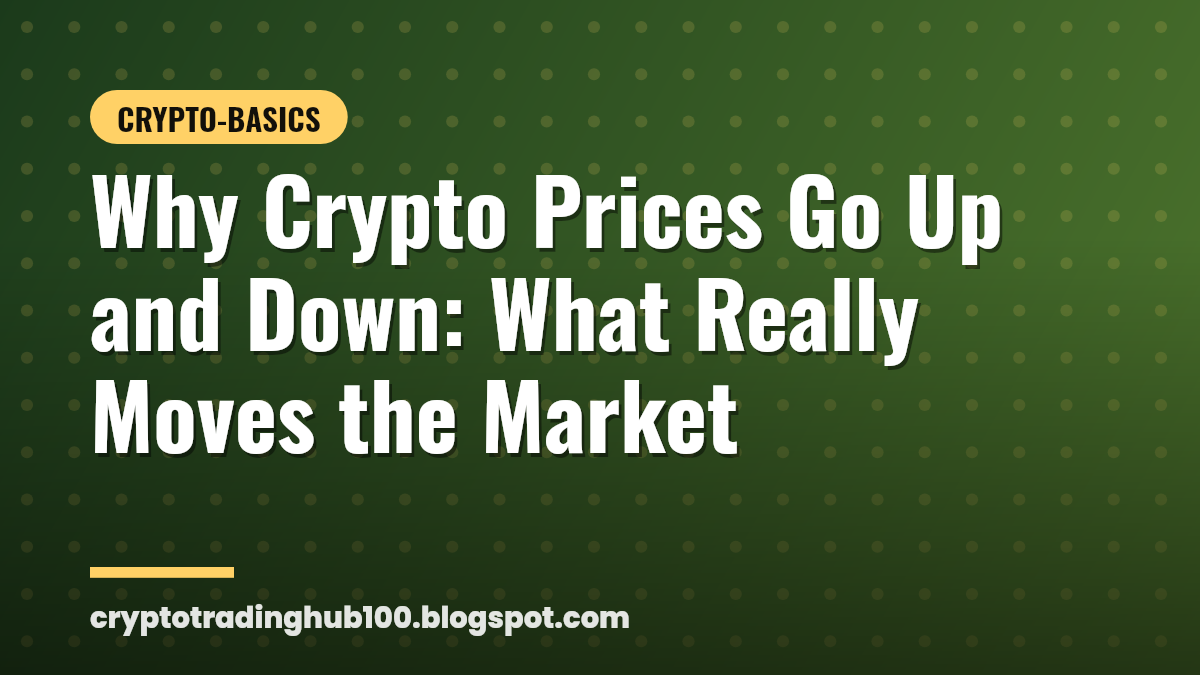 CRYPTO-BASICS
Why Crypto Prices Go Up
and Down: What Really
Moves the Market
cryptotradinghub100.blogspot.com